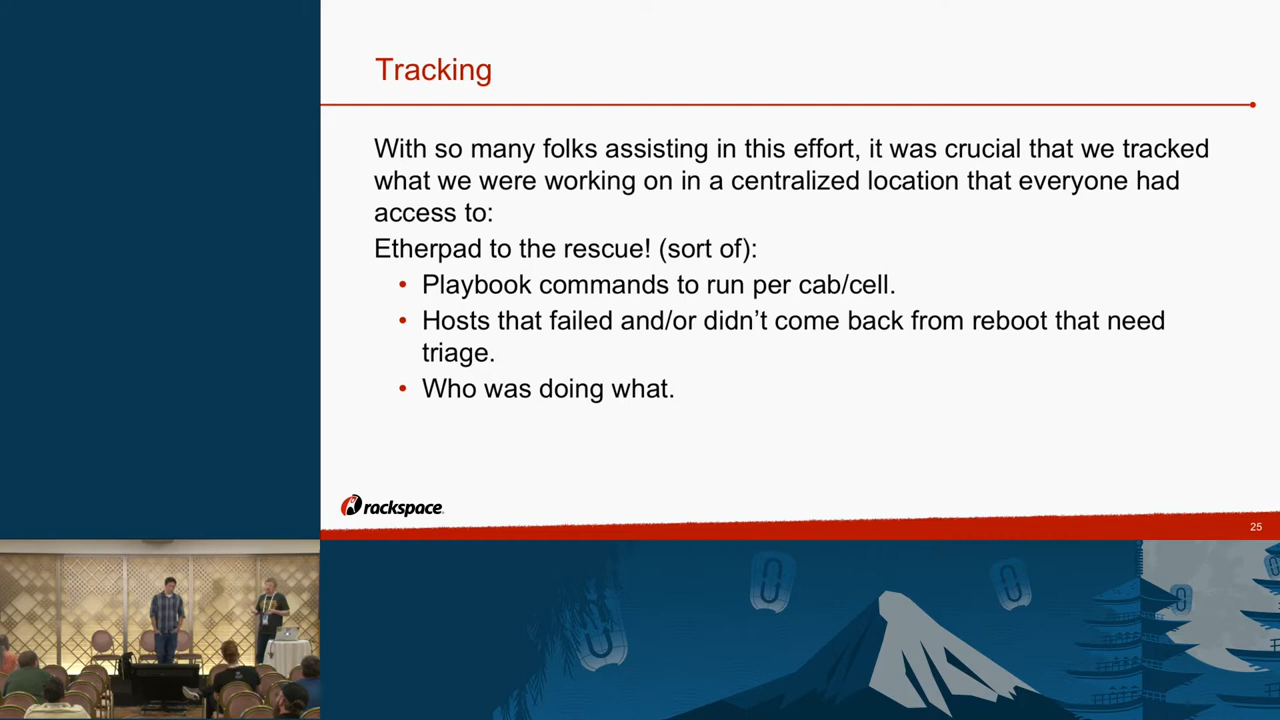 Tracking
With so many folks assisting in this effort, it was crucial that we tracked
what we were working on in a centralized location that everyone had
access to:
Etherpad to the rescue! (sort of):
• Playbook commands to run per cab/cell.
• Hosts that failed and/or didn’t come back from reboot that need
triage.
• Who was doing what.
rackspace
25